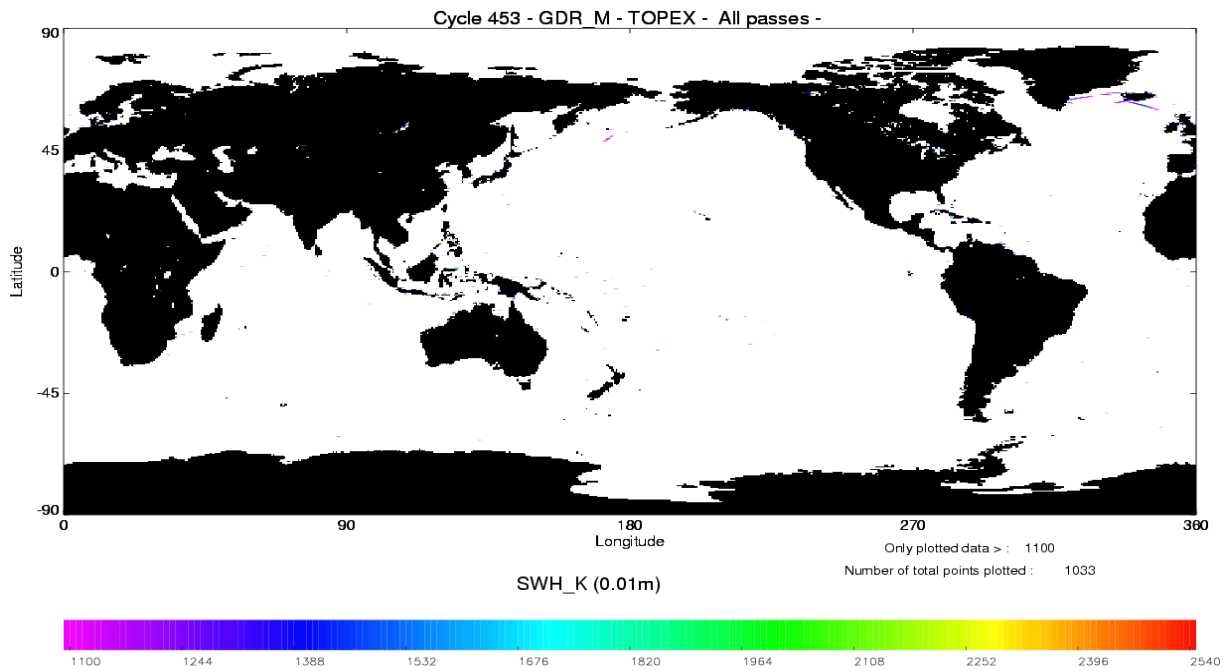 Cycle 453 - GDR_M - TOPEX - All passes -
90
45
0
-45
-90
Latitude
0 90 180 270 360
Longitude
Only plotted data > : 1100
Number of total points plotted : 1033
SWH_K (0.01m)
1100 1244 1388 1532 1676 1820 1964 2108 2252 2396 2540